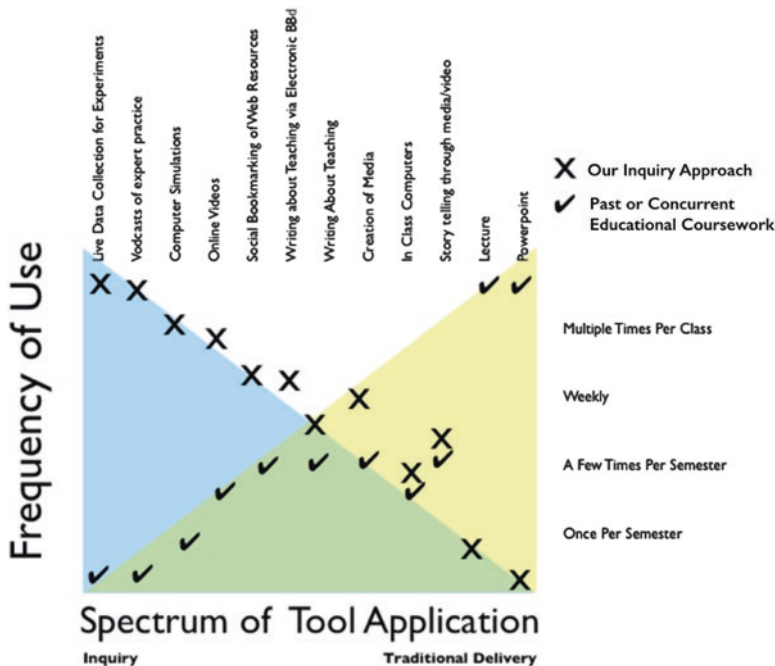 Live Data Collection for Experiments
Vodcasts of expert practice
Computer Simulations
Online Videos
Social Bookmarking of Web Resources
Writing about Teaching via Electronic BBd
Writing About Teaching
Creation of Media
In Class Computers
Story telling through media/video
Lecture
Powerpoint
Our Inquiry Approach
Past or Concurrent
Educational Coursework
Frequency of Use
Multiple Times Per Class
Weekly
A Few Times Per Semester
Once Per Semester
Spectrum of Tool Application
Inquiry
Traditional Delivery